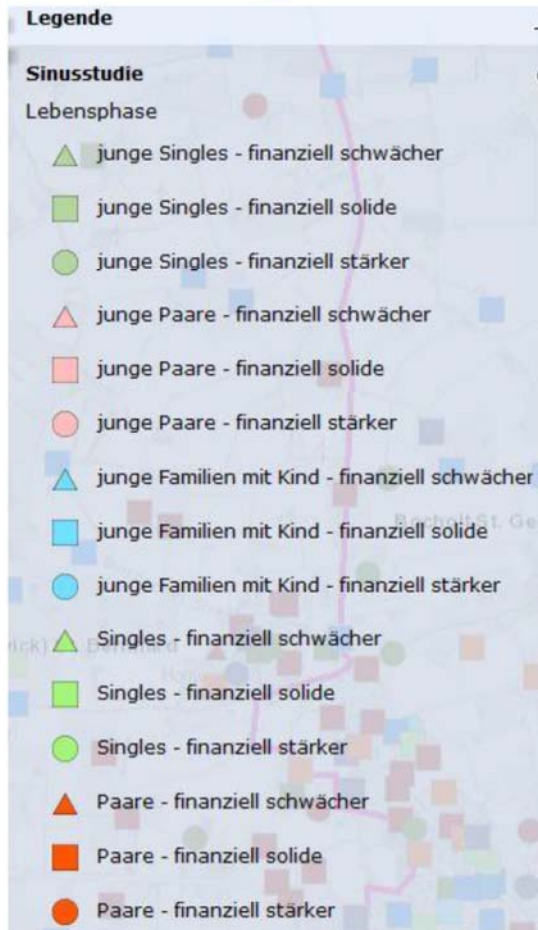 Legende
Sinusstudie
Lebensphase
junge Singles - finanziell schwächer
junge Singles - finanziell solide
junge Singles - finanziell stärker
junge Paare - finanziell schwächer
junge Paare - finanziell solide
junge Paare - finanziell stärker
junge Familien mit Kind - finanziell schwächer
Bocholt St. Ge
junge Familien mit Kind - finanziell solide
junge Familien mit Kind - finanziell stärker
Singles - finanziell schwächer
Singles - finanziell solide
Singles - finanziell stärker
Paare - finanziell schwächer
Paare - finanziell solide
Paare - finanziell stärker